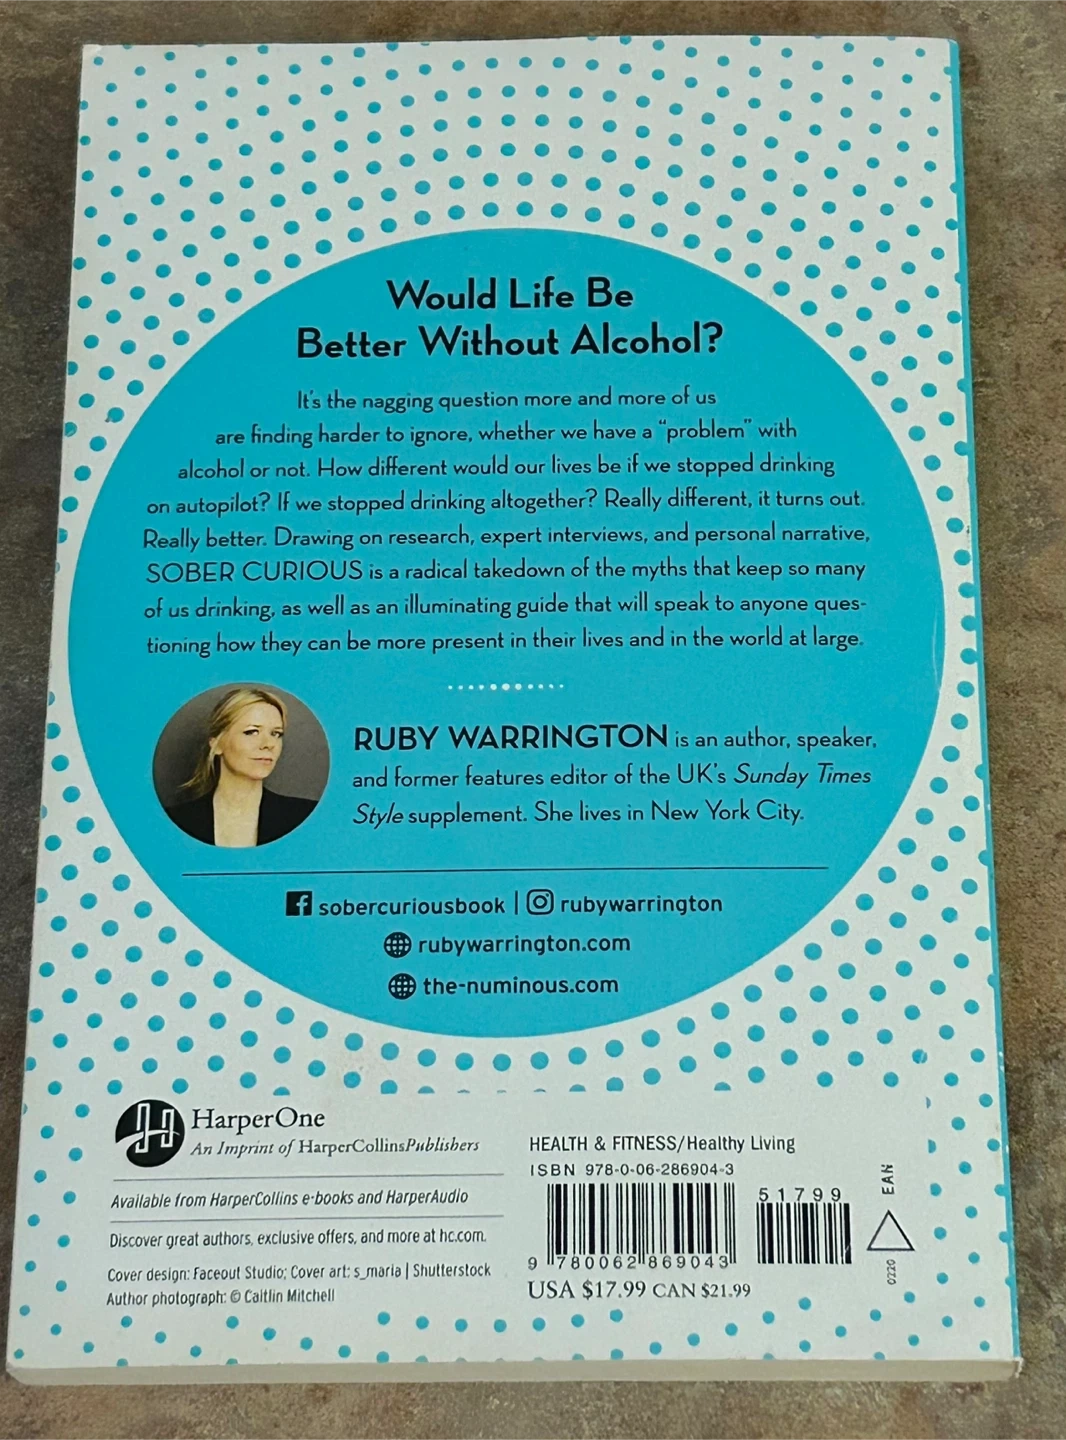 Would Life Be
Better Without Alcohol?
It's the nagging question more and more of us
are finding harder to ignore, whether we have a “problem” with
alcohol or not. How different would our lives be if we stopped drinking
on autopilot? If we stopped drinking altogether? Really different, it turns out.
Really better. Drawing on research, expert interviews, and personal narrative,
SOBER CURIOUS is a radical takedown of the myths that keep so many
of us drinking, as well as an illuminating guide that will speak to anyone ques-
tioning how they can be more present in their lives and in the world at large.
RUBY WARRINGTON is an author, speaker,
and former features editor of the UK's Sunday Times
Style supplement. She lives in New York City.
sobercuriousbook | rubywarrington
rubywarrington.com
the-numinous.com
HarperOne
An Imprint of HarperCollinsPublishers
Available from HarperCollins e-books and HarperAudio
Discover great authors, exclusive offers, and more at hc.com.
Cover design: Faceout Studio; Cover art: s_maria | Shutterstock
Author photograph: © Caitlin Mitchell
HEALTH & FITNESS/Healthy Living
ISBN 978-0-06-286904-3
51799
9 780062 869043
USA $17.99 CAN $21.99
EAN
0220